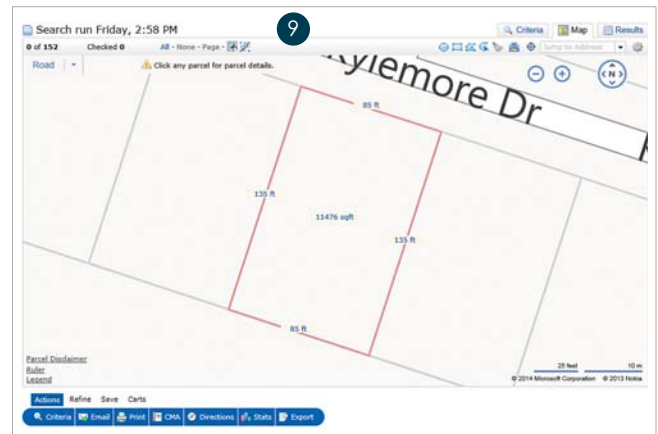 Search run Friday, 2:58 PM
9
Criteria Map Results
0 of 152 Checked 0 All - None - Page -
Jump to Address
Road
Click any parcel for parcel details.
Kylemore Dr
N
85 ft
135 ft
11476 sqft
135 ft
85 ft
Parcel Disclaimer
Ruler
Legend
25 feet 10 m
© 2014 Microsoft Corporation © 2013 Nokia
Actions Refine Save Carts
Criteria Email Print CMA Directions Stats Export